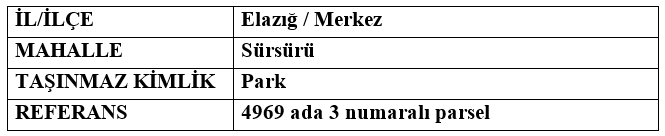 İL/İLÇE Elazığ / Merkez
MAHALLE Sürsürü
TAŞINMAZ KİMLİK Park
REFERANS 4969 ada 3 numaralı parsel